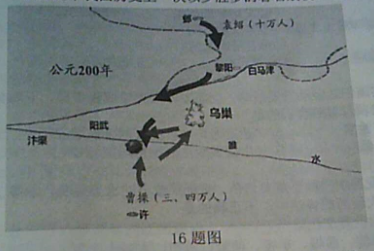 袁绍（十万人）
公元200年
黎阳
白马津
乌巢
阳武
汴渠
水
曹操（三、四万人）
许
16题图